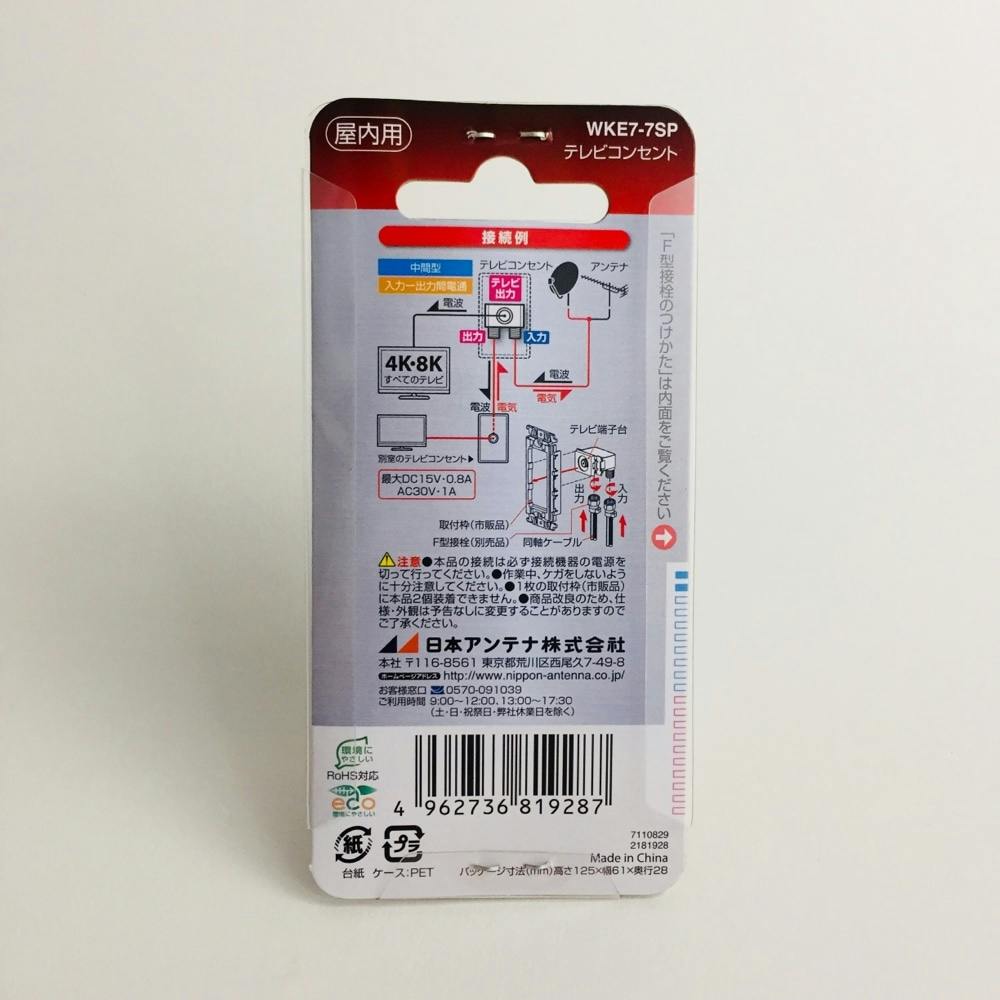 屋内用
WKE7-7SP
テレビコンセント
接続例
中間型
入力ー出力間電通
テレビコンセント
アンテナ
テレビ
出力
電波
出力
入力
4K・8K
すべてのテレビ
電波
電気
電波
電気
別室のテレビコンセント▶
最大DC15V・0.8A
AC30V・1A
テレビ端子台
出力
入力
取付枠(市販品)
F型接栓(別売品)
同軸ケーブル
「F型接栓のつけかた」は内面をご覧ください
注意●本品の接続は必ず接続機器の電源を
切って行ってください。●作業中、ケガをしないよう
に十分注意してください。●1枚の取付枠(市販品)
に本品2個装着できません。●商品改良のため、仕
様・外観は予告なしに変更することがありますので
ご了承ください。
日本アンテナ株式会社
本社 〒116-8561 東京都荒川区西尾久7-49-8
ホームページアドレス http://www.nippon-antenna.co.jp/
お客様窓口 0570-091039
ご利用時間 9:00〜12:00、13:00〜17:30
(土・日・祝祭日・弊社休業日を除く)
環境に
やさしい
RoHS対応
eco
環境にやさしい
4 962736 819287
紙
プラ
台紙 ケース:PET
7110829
2181928
Made in China
パッケージ寸法(mm)高さ125×幅61×奥行28